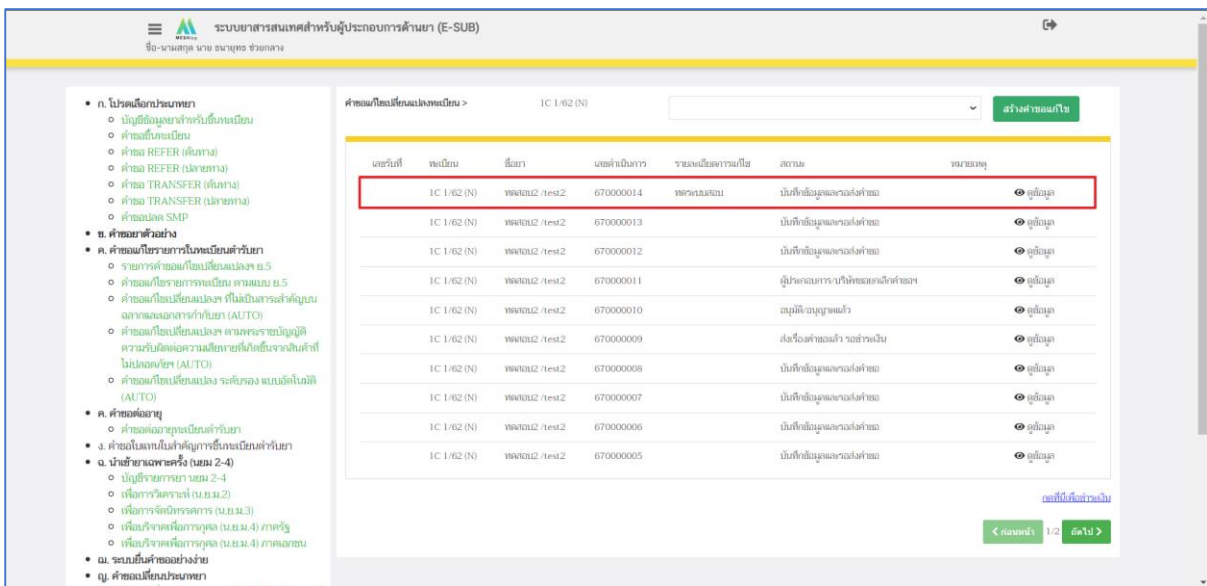 ระบบยาสารสนเทศสำหรับผู้ประกอบการด้านยา (E-SUB)
ชื่อ-นามสกุล นาย ธนายุทธ ช่วยกลาง
ก. โปรดเลือกประเภทยา
บัญชีข้อมูลยาสำหรับขึ้นทะเบียน
คำขอขึ้นทะเบียน
คำขอ REFER (ต้นทาง)
คำขอ REFER (ปลายทาง)
คำขอ TRANSFER (ต้นทาง)
คำขอ TRANSFER (ปลายทาง)
คำขอปลด SMP
ข. คำขอยาตัวอย่าง
ค. คำขอแก้ไขรายการในทะเบียนตำรับยา
รายการคำขอแก้ไขเปลี่ยนแปลงฯ ย.5
คำขอแก้ไขรายการทะเบียน ตามแบบ ย.5
คำขอแก้ไขเปลี่ยนแปลงฯ ที่ไม่เป็นสาระสำคัญบน
ฉลากและเอกสารกำกับยา (AUTO)
คำขอแก้ไขเปลี่ยนแปลงฯ ตามพระราชบัญญัติ
ความรับผิดต่อความเสียหายที่เกิดขึ้นจากสินค้าที่
ไม่ปลอดภัยฯ (AUTO)
คำขอแก้ไขเปลี่ยนแปลง ระดับรอง แบบอัตโนมัติ
(AUTO)
ค. คำขอต่ออายุ
คำขอต่ออายุทะเบียนตำรับยา
ง. คำขอใบแทนใบสำคัญการขึ้นทะเบียนตำรับยา
ฉ. นำเข้ายาเฉพาะครั้ง (นยม 2-4)
บัญชีรายการยา นยม 2-4
เพื่อการวิเคราะห์ (น.ย.ม.2)
เพื่อการจัดนิทรรศการ (น.ย.ม.3)
เพื่อบริจาคเพื่อการกุศล (น.ย.ม.4) ภาครัฐ
เพื่อบริจาคเพื่อการกุศล (น.ย.ม.4) ภาคเอกชน
ฌ. ระบบยื่นคำขออย่างง่าย
ญ. คำขอเปลี่ยนประเภทยา
คำขอแก้ไขเปลี่ยนแปลงทะเบียน > 1C 1/62 (N) สร้างคำขอแก้ไข
เลขรับที่ ทะเบียน ชื่อยา เลขดำเนินการ รายละเอียดการแก้ไข สถานะ หมายเหตุ
1C 1/62 (N) ทดสอบ2 /test2 670000014 ทดระบบสอบ บันทึกข้อมูลและรอส่งคำขอ ดูข้อมูล
1C 1/62 (N) ทดสอบ2 /test2 670000013 บันทึกข้อมูลและรอส่งคำขอ ดูข้อมูล
1C 1/62 (N) ทดสอบ2 /test2 670000012 บันทึกข้อมูลและรอส่งคำขอ ดูข้อมูล
1C 1/62 (N) ทดสอบ2 /test2 670000011 ผู้ประกอบการ/บริษัทขอยกเลิกคำขอฯ ดูข้อมูล
1C 1/62 (N) ทดสอบ2 /test2 670000010 อนุมัติ/อนุญาตแล้ว ดูข้อมูล
1C 1/62 (N) ทดสอบ2 /test2 670000009 ส่งเรื่องคำขอแล้ว รอชำระเงิน ดูข้อมูล
1C 1/62 (N) ทดสอบ2 /test2 670000008 บันทึกข้อมูลและรอส่งคำขอ ดูข้อมูล
1C 1/62 (N) ทดสอบ2 /test2 670000007 บันทึกข้อมูลและรอส่งคำขอ ดูข้อมูล
1C 1/62 (N) ทดสอบ2 /test2 670000006 บันทึกข้อมูลและรอส่งคำขอ ดูข้อมูล
1C 1/62 (N) ทดสอบ2 /test2 670000005 บันทึกข้อมูลและรอส่งคำขอ ดูข้อมูล
กดที่นี่เพื่อชำระเงิน
< ก่อนหน้า 1/2 ถัดไป >